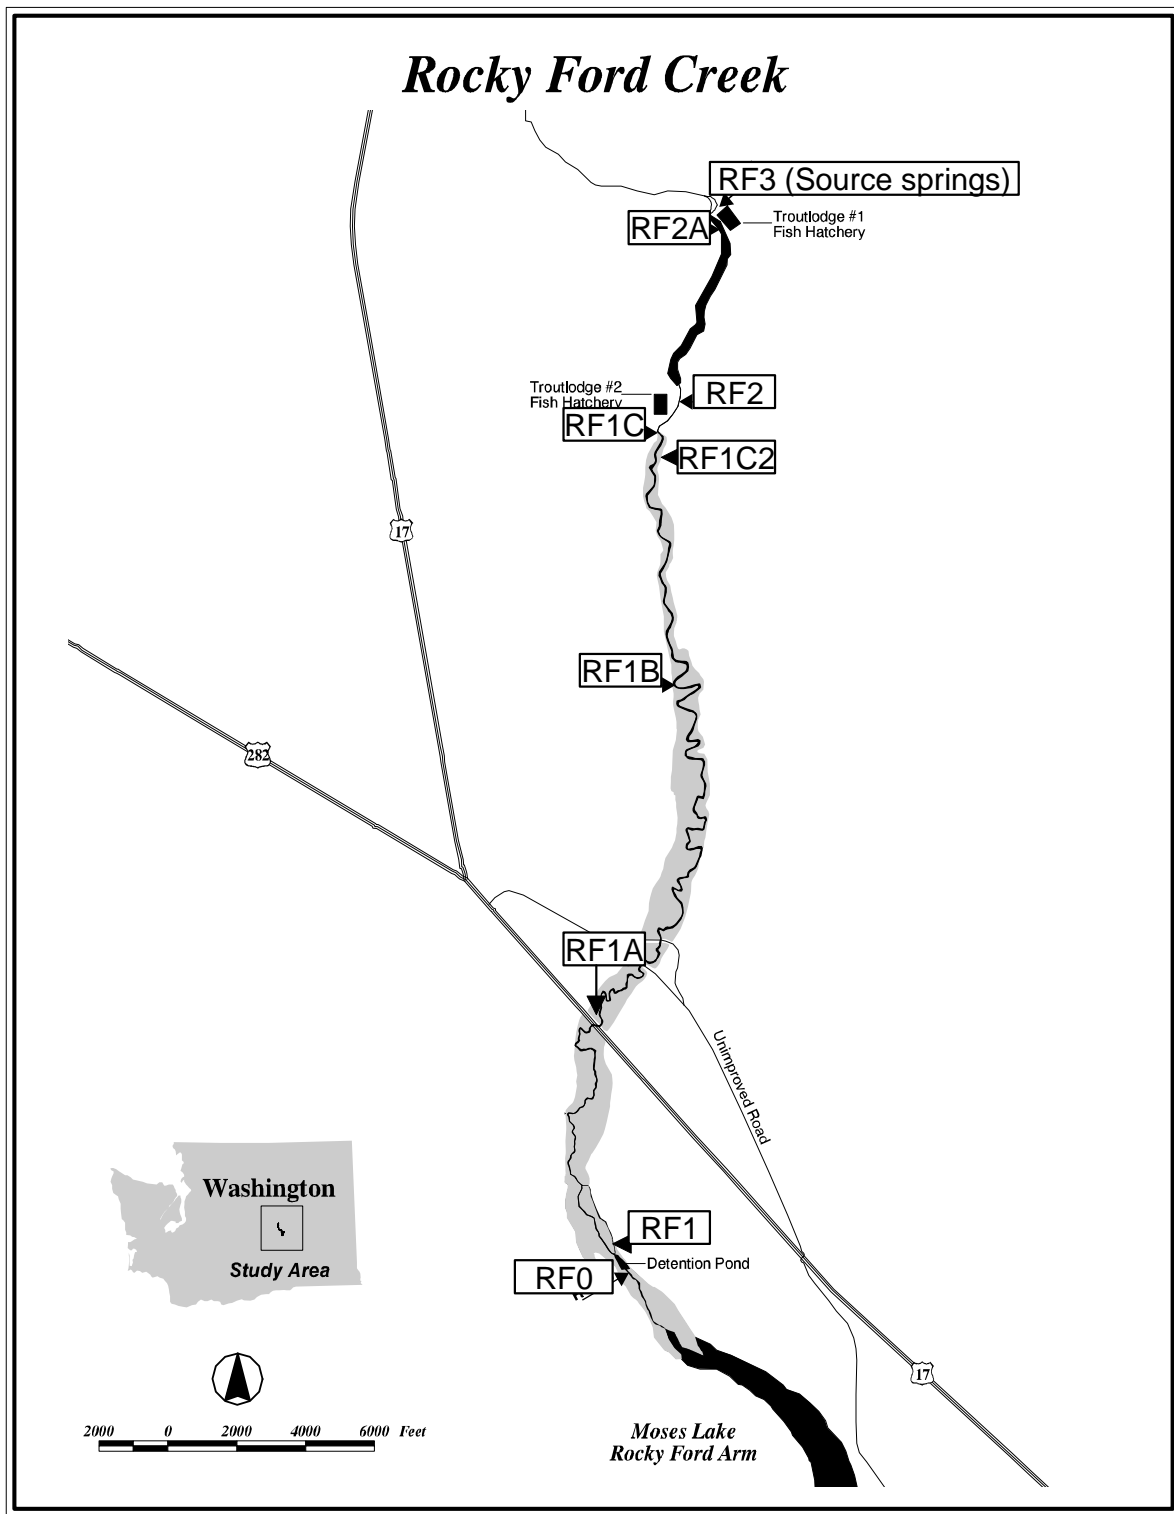 Rocky Ford Creek
RF3 (Source springs)
Troutlodge #1
Fish Hatchery
RF2A
Troutlodge #2
Fish Hatchery
RF2
RF1C
RF1C2
17
RF1B
282
RF1A
Unimproved Road
Washington
Study Area
RF1
Detention Pond
RF0
17
2000 0 2000 4000 6000 Feet
Moses Lake
Rocky Ford Arm